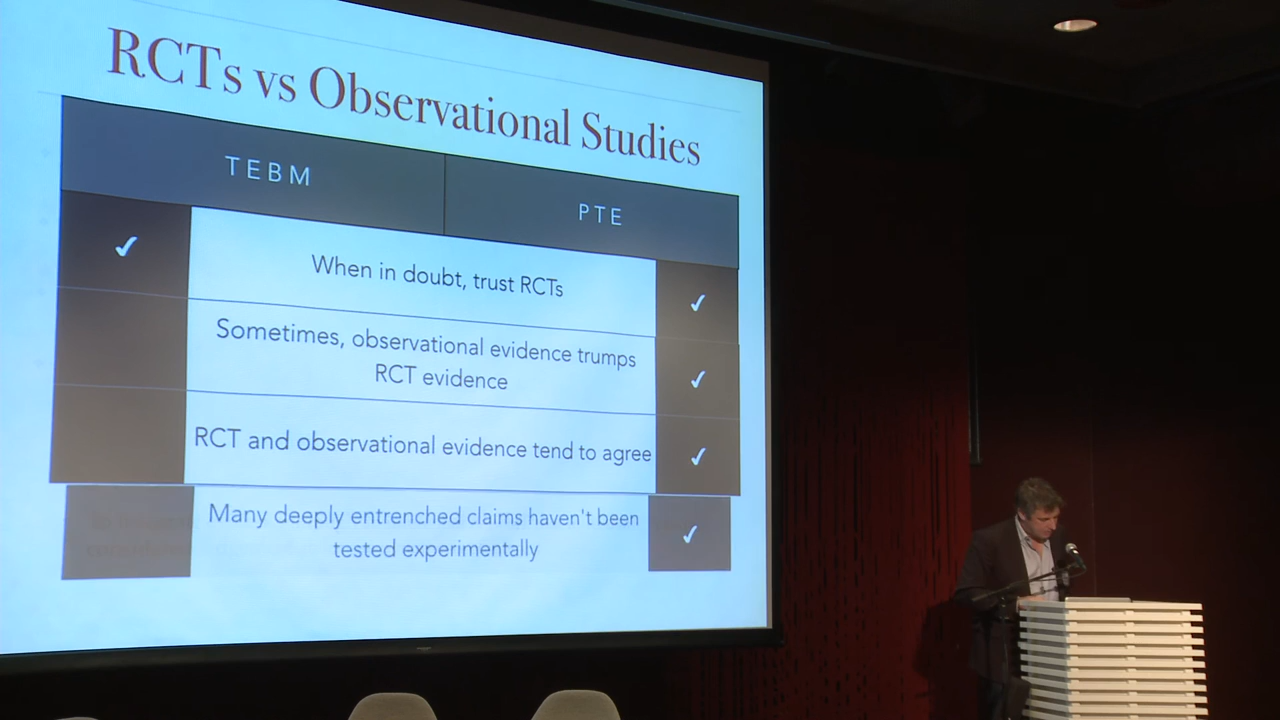 RCTs vs Observational Studies
TEBM
PTE
✓
When in doubt, trust RCTs
✓
Sometimes, observational evidence trumps
RCT evidence
✓
RCT and observational evidence tend to agree
✓
Many deeply entrenched claims haven't been
tested experimentally
✓